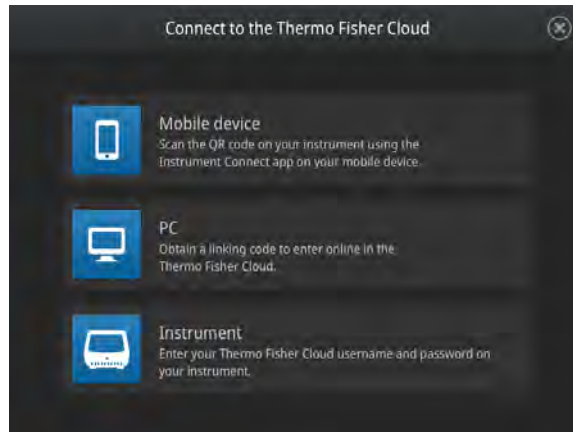 Connect to the Thermo Fisher Cloud
Mobile device
Scan the QR code on your instrument using the
Instrument Connect app on your mobile device.
PC
Obtain a linking code to enter online in the
Thermo Fisher Cloud.
Instrument
Enter your Thermo Fisher Cloud username and password on
your instrument.